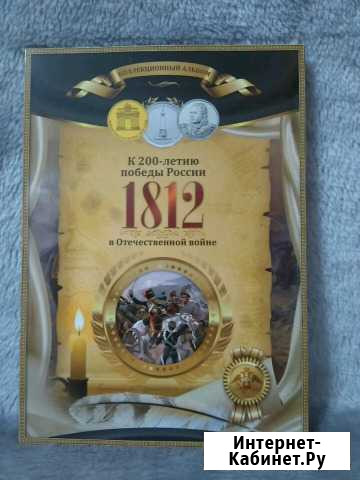 КОЛЛЕКЦИОННЫЙ АЛЬБОМ
К 200-летию
победы России
1812
в Отечественной войне
Интернет-
Кабинет.Ру